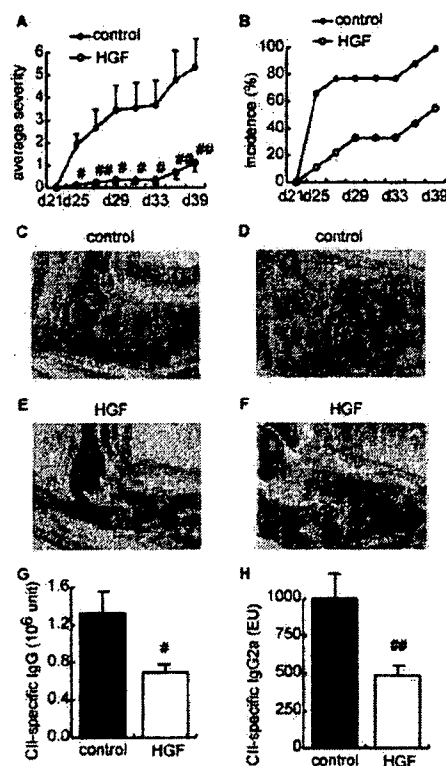 A
control
HGF
average severity
6
5
4
3
2
1
0
# ## # # # ## ##
d21 d25 d29 d33 d39
B
control
HGF
incidence (%)
100
80
60
40
20
0
d21 d25 d29 d33 d39
C
control
D
control
E
HGF
F
HGF
G
CII-specific IgG (10⁶ unit)
1.6
1.2
0.8
0.4
0.0
#
control HGF
H
CII-specific IgG2a (EU)
1000
750
500
250
0
##
control HGF